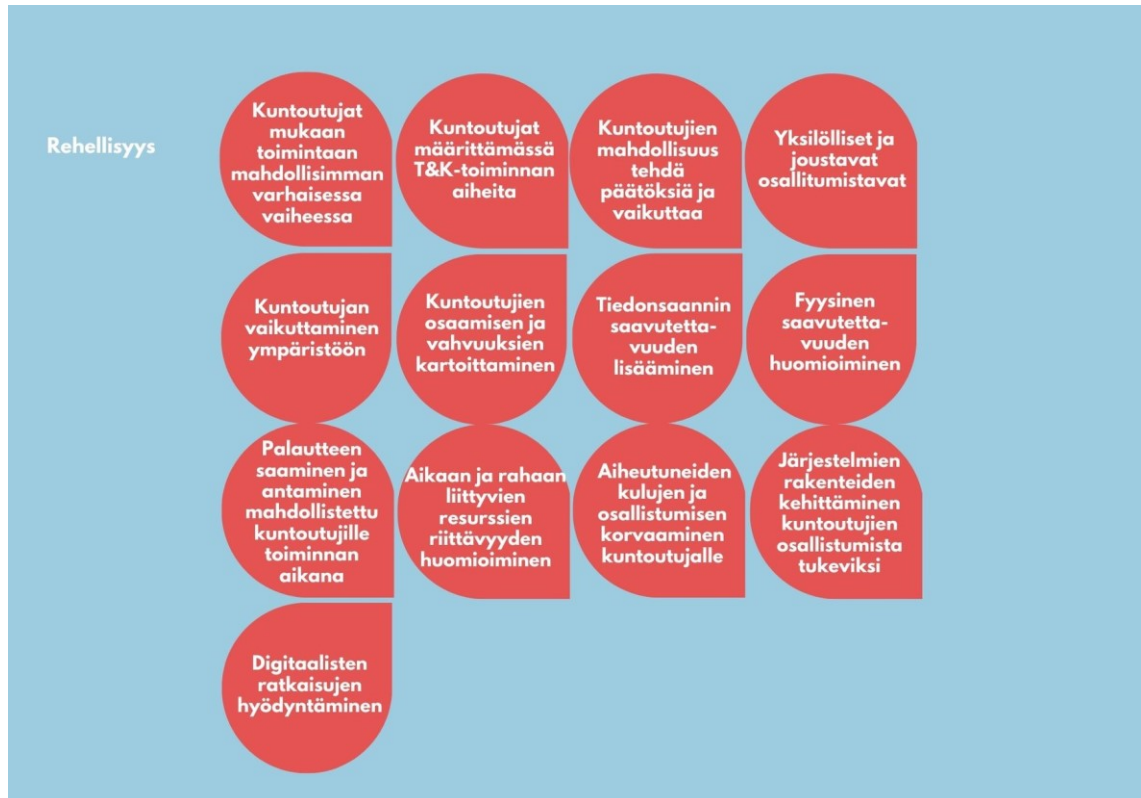 Rehellisyys
Kuntoutujat
mukaan
toimintaan
mahdollisimman
varhaisessa
vaiheessa
Kuntoutujat
määrittämässä
T&K-toiminnan
aiheita
Kuntoutujien
mahdollisuus
tehdä
päätöksiä ja
vaikuttaa
Yksilölliset ja
joustavat
osallitumistavat
Kuntoutujan
vaikuttaminen
ympäristöön
Kuntoutujien
osaamisen ja
vahvuuksien
kartoittaminen
Tiedonsaannin
saavutetta-
vuuden
lisääminen
Fyysinen
saavutetta-
vuuden
huomioiminen
Palautteen
saaminen ja
antaminen
mahdollistettu
kuntoutujille
toiminnan
aikana
Aikaan ja rahaan
liittyvien
resurssien
riittävyyden
huomioiminen
Aiheutuneiden
kulujen ja
osallistumisen
korvaaminen
kuntoutujalle
Järjestelmien
rakenteiden
kehittäminen
kuntoutujien
osallistumista
tukeviksi
Digitaalisten
ratkaisujen
hyödyntäminen